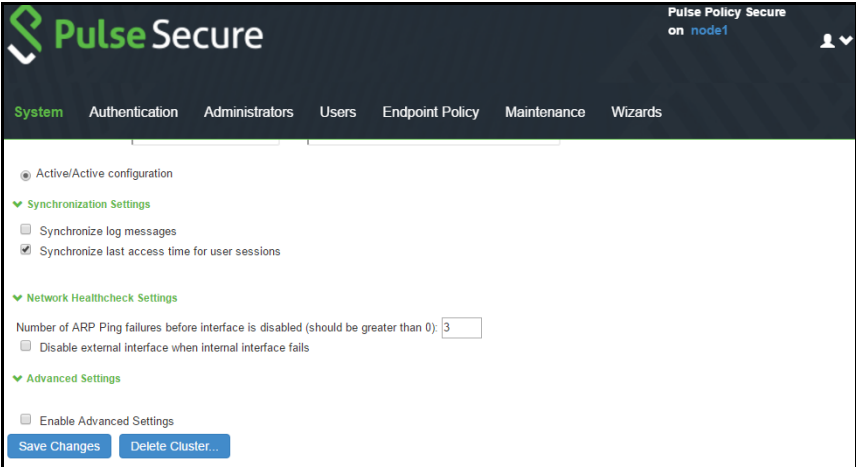 Pulse Secure
Pulse Policy Secure
on node1
System Authentication Administrators Users Endpoint Policy Maintenance Wizards
Active/Active configuration
Synchronization Settings
Synchronize log messages
Synchronize last access time for user sessions
Network Healthcheck Settings
Number of ARP Ping failures before interface is disabled (should be greater than 0): 3
Disable external interface when internal interface fails
Advanced Settings
Enable Advanced Settings
Save Changes Delete Cluster...